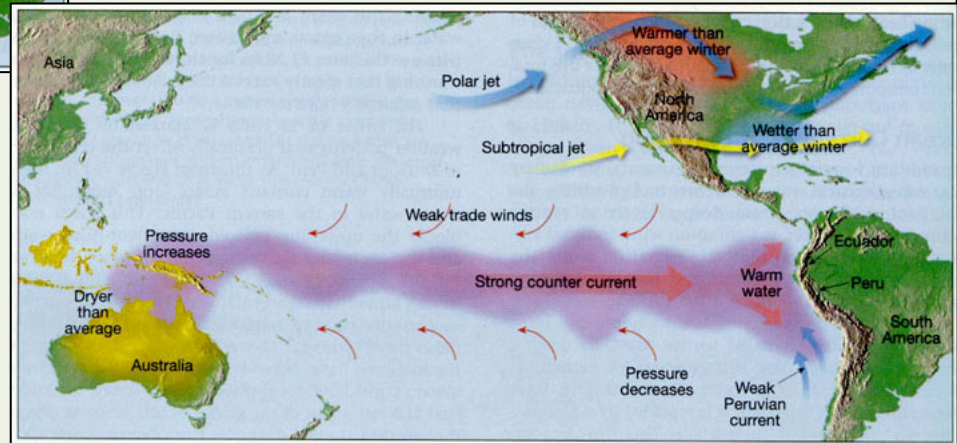 Asia
Polar jet
Warmer than
average winter
North
America
Subtropical jet
Wetter than
average winter
Weak trade winds
Pressure
increases
Ecuador
Strong counter current
Warm
water
Peru
Dryer
than
average
Australia
South
America
Pressure
decreases
Weak
Peruvian
current